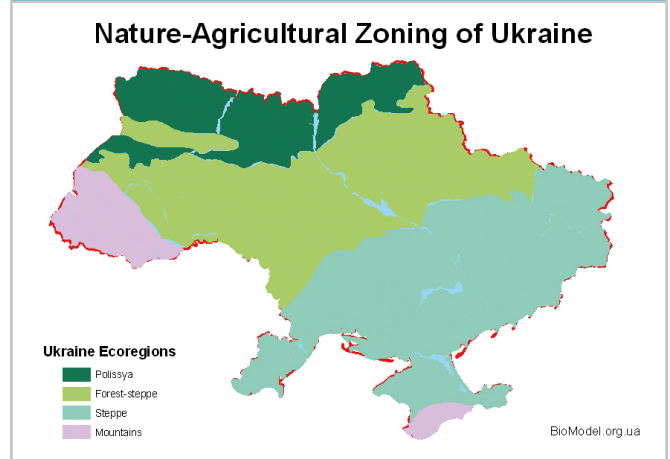 Nature-Agricultural Zoning of Ukraine
Ukraine Ecoregions
Polissya
Forest-steppe
Steppe
Mountains
BioModel.org.ua